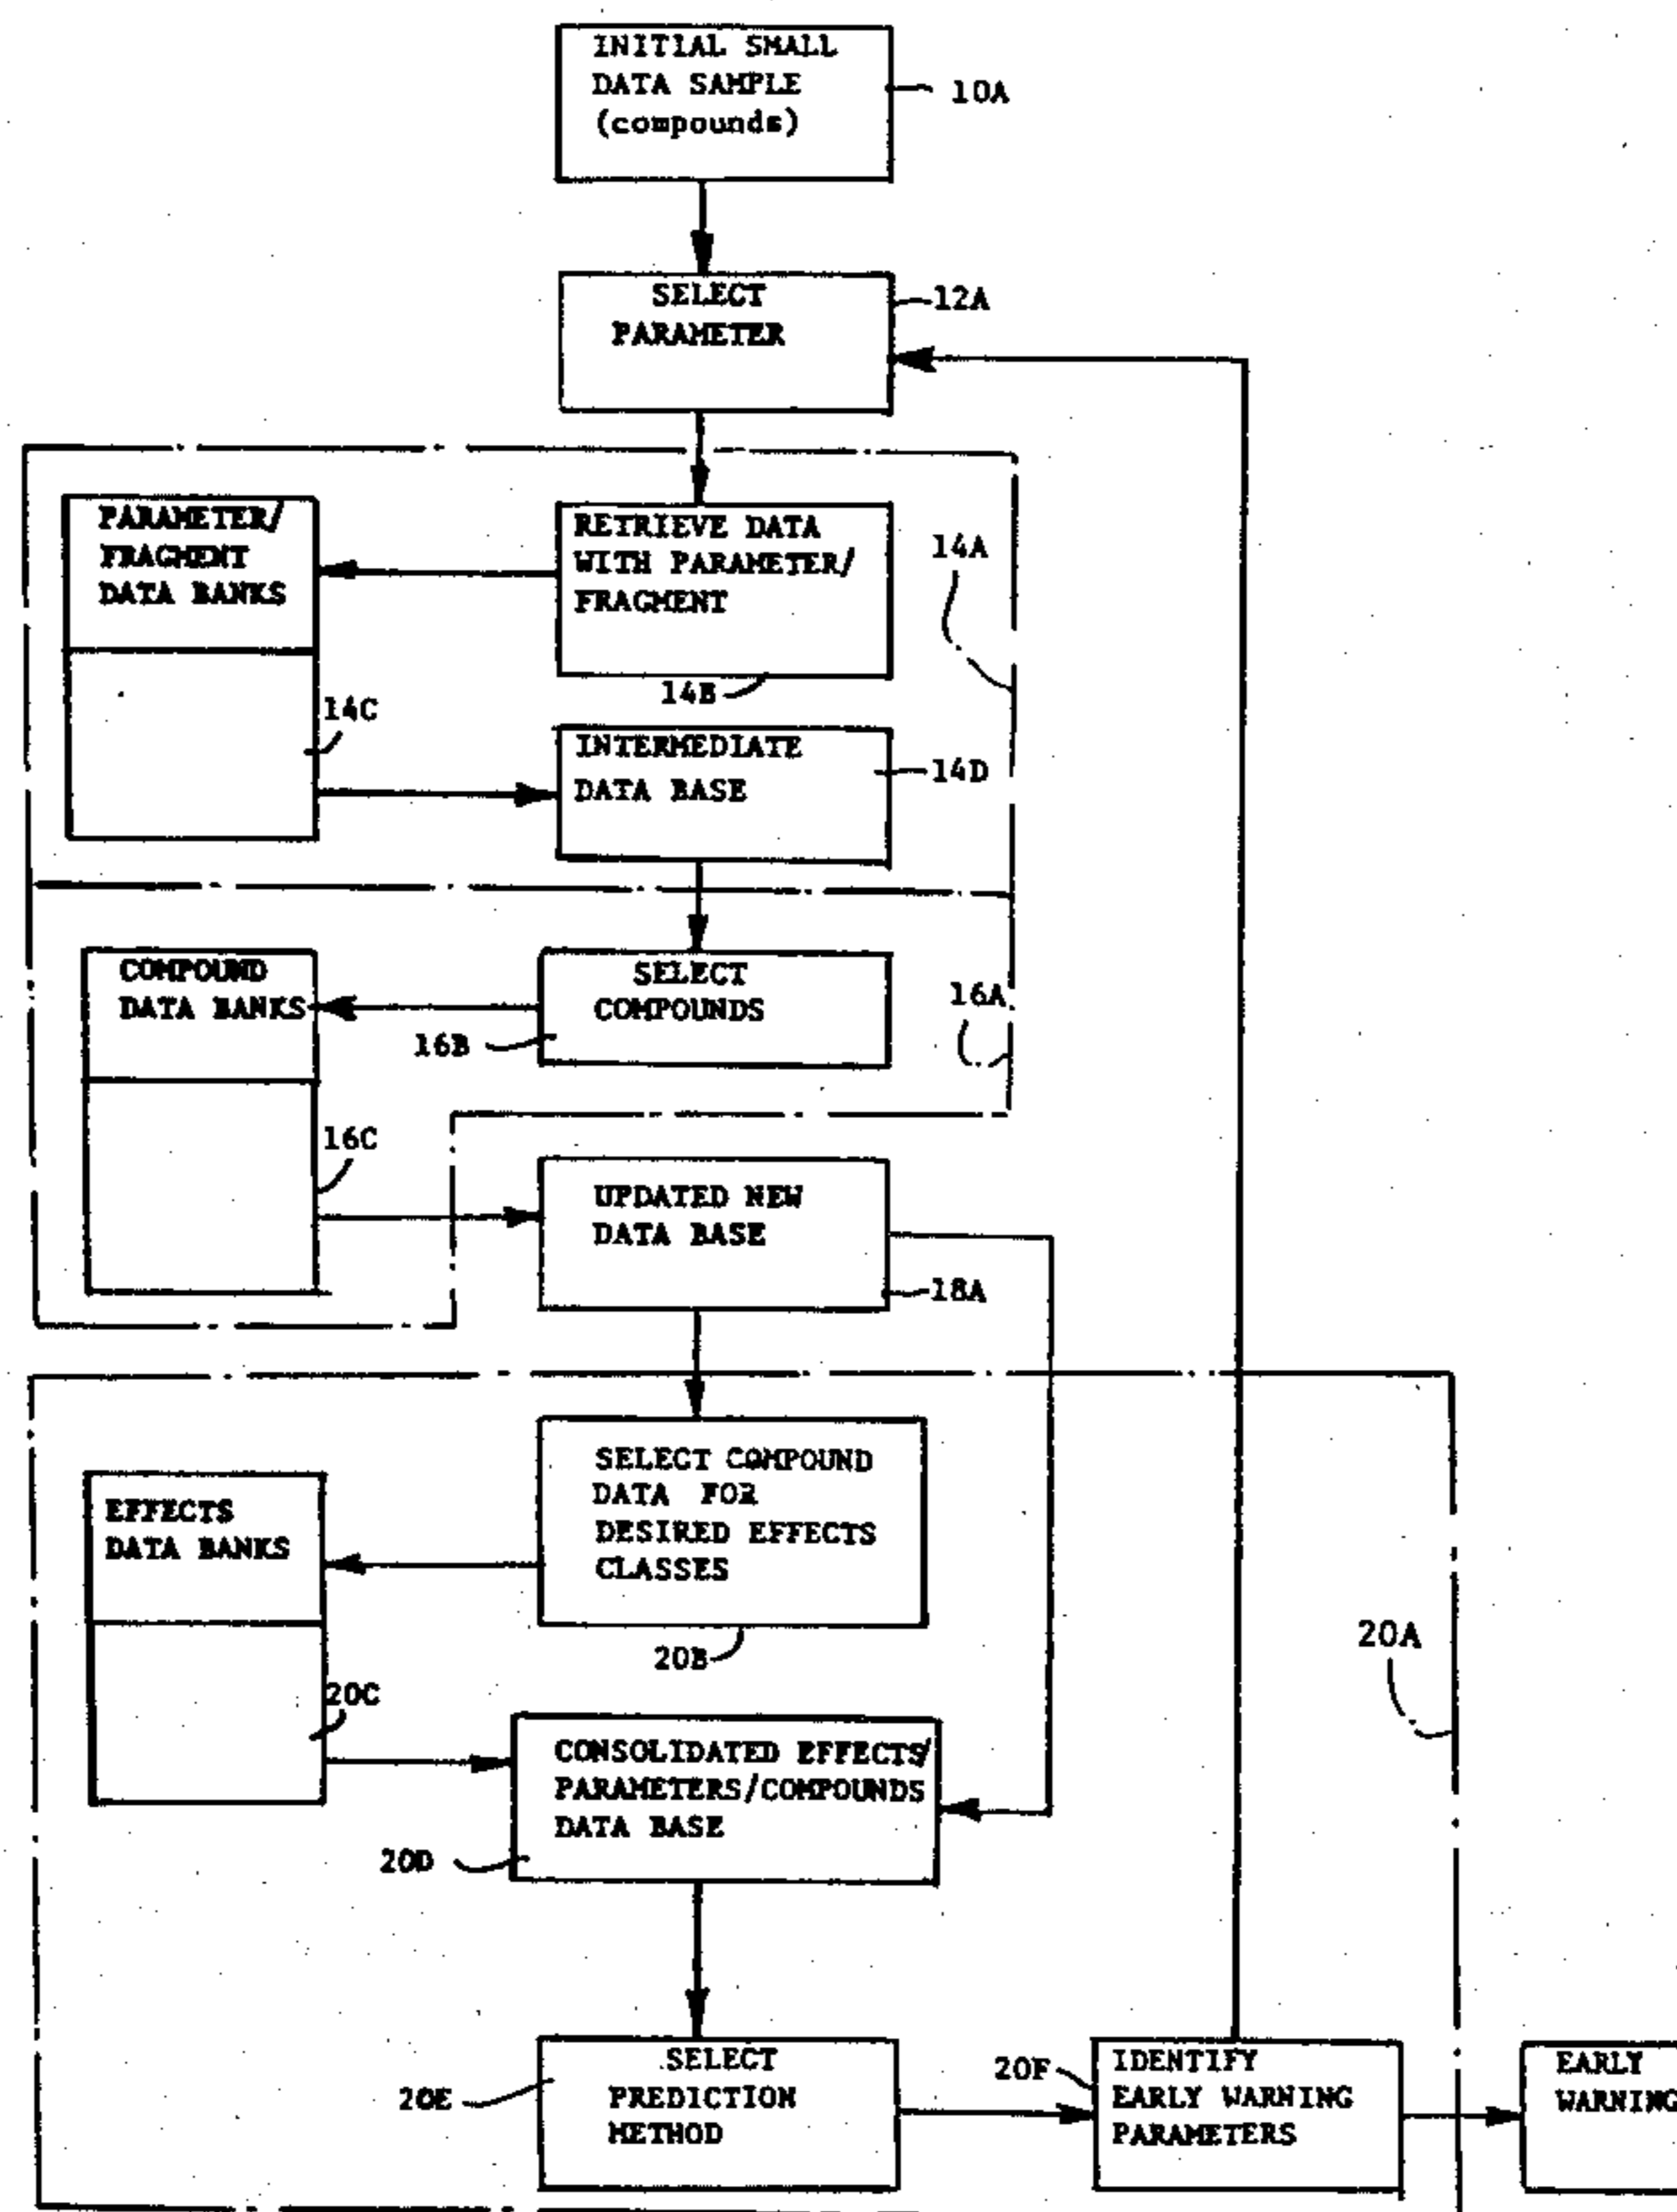 INITIAL SMALL
DATA SAMPLE
(compounds)
10A
SELECT
PARAMETER
12A
PARAMETER/
FRAGMENT
DATA BANKS
RETRIEVE DATA
WITH PARAMETER/
FRAGMENT
14A
14B
14C
INTERMEDIATE
DATA BASE
14D
COMPOUND
DATA BANKS
SELECT
COMPOUNDS
16A
16B
16C
UPDATED NEW
DATA BASE
18A
SELECT COMPOUND
DATA FOR
DESIRED EFFECTS
CLASSES
EFFECTS
DATA BANKS
20A
20B
20C
CONSOLIDATED EFFECTS/
PARAMETERS/COMPOUNDS
DATA BASE
20D
SELECT
PREDICTION
METHOD
20E
20F
IDENTIFY
EARLY WARNING
PARAMETERS
EARLY
WARNING